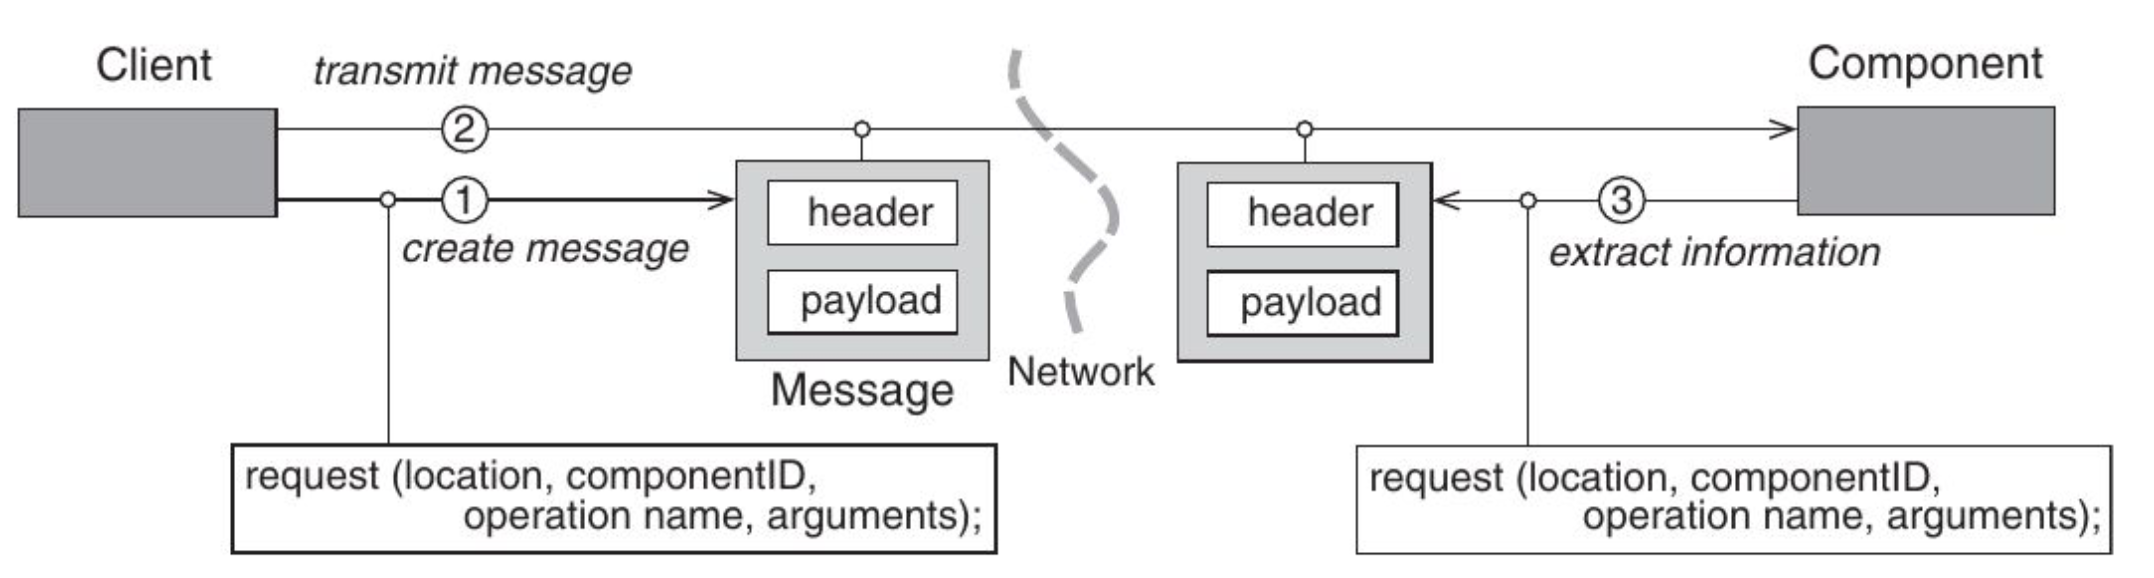 Client
transmit message
Component
2
1
header
header
3
create message
extract information
payload
payload
Network
Message
request (location, componentID,
operation name, arguments);
request (location, componentID,
operation name, arguments);